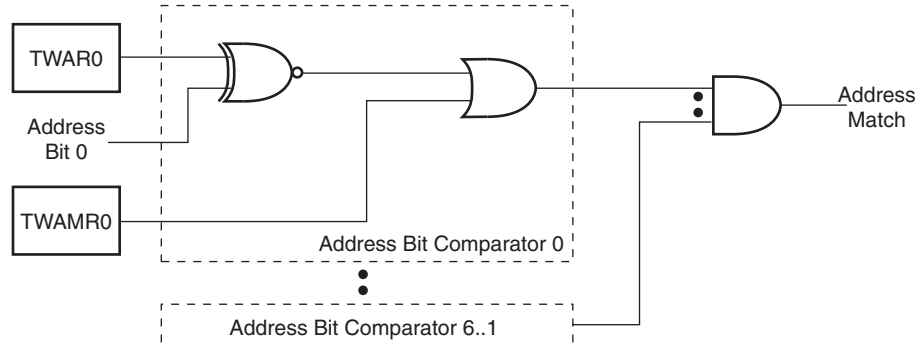 TWAR0
Address
Bit 0
TWAMR0
Address Bit Comparator 0
Address Bit Comparator 6..1
Address
Match